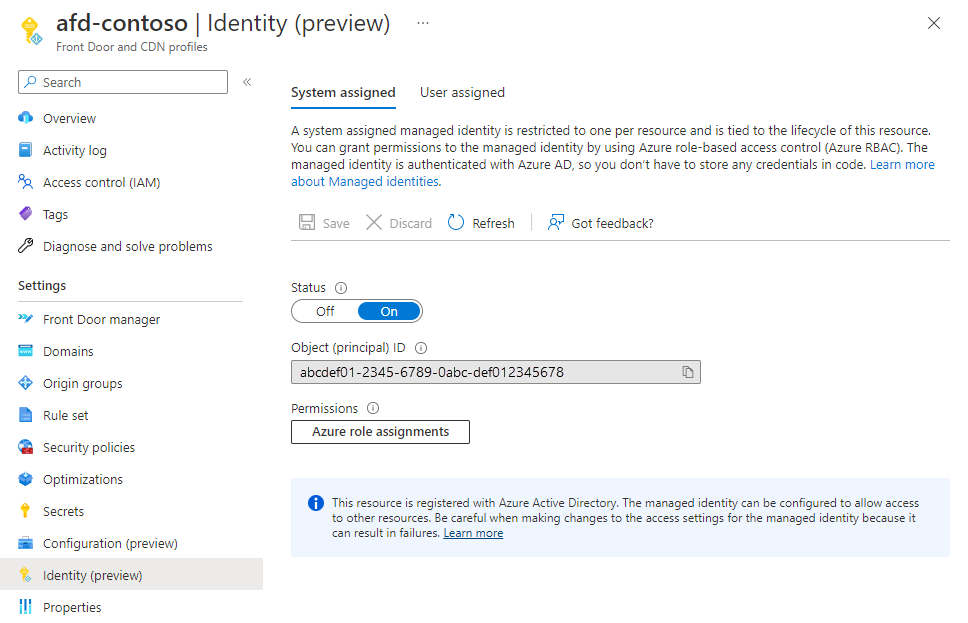 afd-contoso | Identity (preview) ...
Front Door and CDN profiles
Search
Overview
Activity log
Access control (IAM)
Tags
Diagnose and solve problems
Settings
Front Door manager
Domains
Origin groups
Rule set
Security policies
Optimizations
Secrets
Configuration (preview)
Identity (preview)
Properties
System assigned User assigned
A system assigned managed identity is restricted to one per resource and is tied to the lifecycle of this resource.
You can grant permissions to the managed identity by using Azure role-based access control (Azure RBAC). The
managed identity is authenticated with Azure AD, so you don't have to store any credentials in code. Learn more
about Managed identities.
Save Discard Refresh Got feedback?
Status
Off On
Object (principal) ID
abcdef01-2345-6789-0abc-def012345678
Permissions
Azure role assignments
This resource is registered with Azure Active Directory. The managed identity can be configured to allow access
to other resources. Be careful when making changes to the access settings for the managed identity because it
can result in failures. Learn more